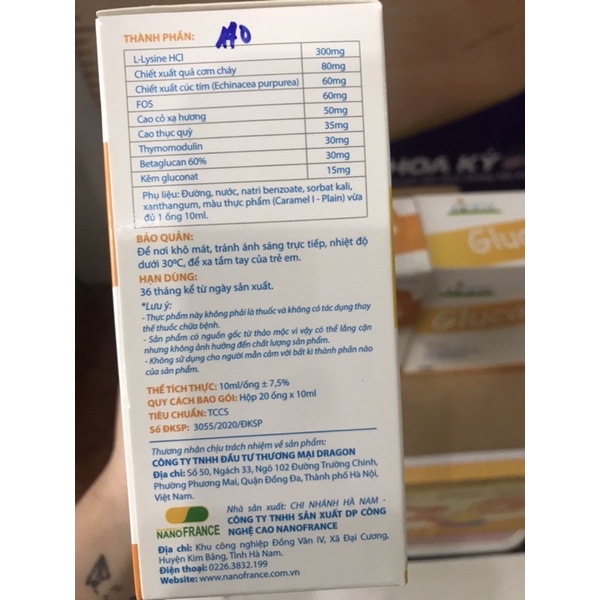 THÀNH PHẦN:
L-Lysine HCl 300mg
Chiết xuất quả cơm cháy 80mg
Chiết xuất cúc tím (Echinacea purpurea) 60mg
FOS 60mg
Cao cỏ xạ hương 50mg
Cao thục quỳ 35mg
Thymomodulin 30mg
Betaglucan 60% 30mg
Kẽm gluconat 15mg
Phụ liệu: Đường, nước, natri benzoate, sorbat kali,
xanthangum, màu thực phẩm (Caramel I - Plain) vừa
đủ 1 ống 10ml.
BẢO QUẢN:
Để nơi khô mát, tránh ánh sáng trực tiếp, nhiệt độ
dưới 30ºC, để xa tầm tay của trẻ em.
HẠN DÙNG:
36 tháng kể từ ngày sản xuất.
*Lưu ý:
- Thực phẩm này không phải là thuốc và không có tác dụng thay
thế thuốc chữa bệnh.
- Sản phẩm có nguồn gốc từ thảo mộc vì vậy có thể lắng cặn
nhưng không ảnh hưởng đến chất lượng sản phẩm.
- Không sử dụng cho người mẫn cảm với bất kì thành phần nào
của sản phẩm.
THỂ TÍCH THỰC: 10ml/ống ± 7,5%
QUY CÁCH BAO GÓI: Hộp 20 ống x 10ml
TIÊU CHUẨN: TCCS
Số ĐKSP: 3055/2020/ĐKSP
Thương nhân chịu trách nhiệm về sản phẩm:
CÔNG TY TNHH ĐẦU TƯ THƯƠNG MẠI DRAGON
Địa chỉ: Số 50, Ngách 33, Ngõ 102 Đường Trường Chinh,
Phường Phương Mai, Quận Đống Đa, Thành phố Hà Nội,
Việt Nam.
NANOFRANCE
Nhà sản xuất: CHI NHÁNH HÀ NAM -
CÔNG TY TNHH SẢN XUẤT DP CÔNG
NGHỆ CAO NANOFRANCE
Địa chỉ: Khu công nghiệp Đồng Văn IV, Xã Đại Cương,
Huyện Kim Bảng, Tỉnh Hà Nam.
Điện thoại: 0226.3832.199
Website: www.nanofrance.com.vn
HOA KỲ